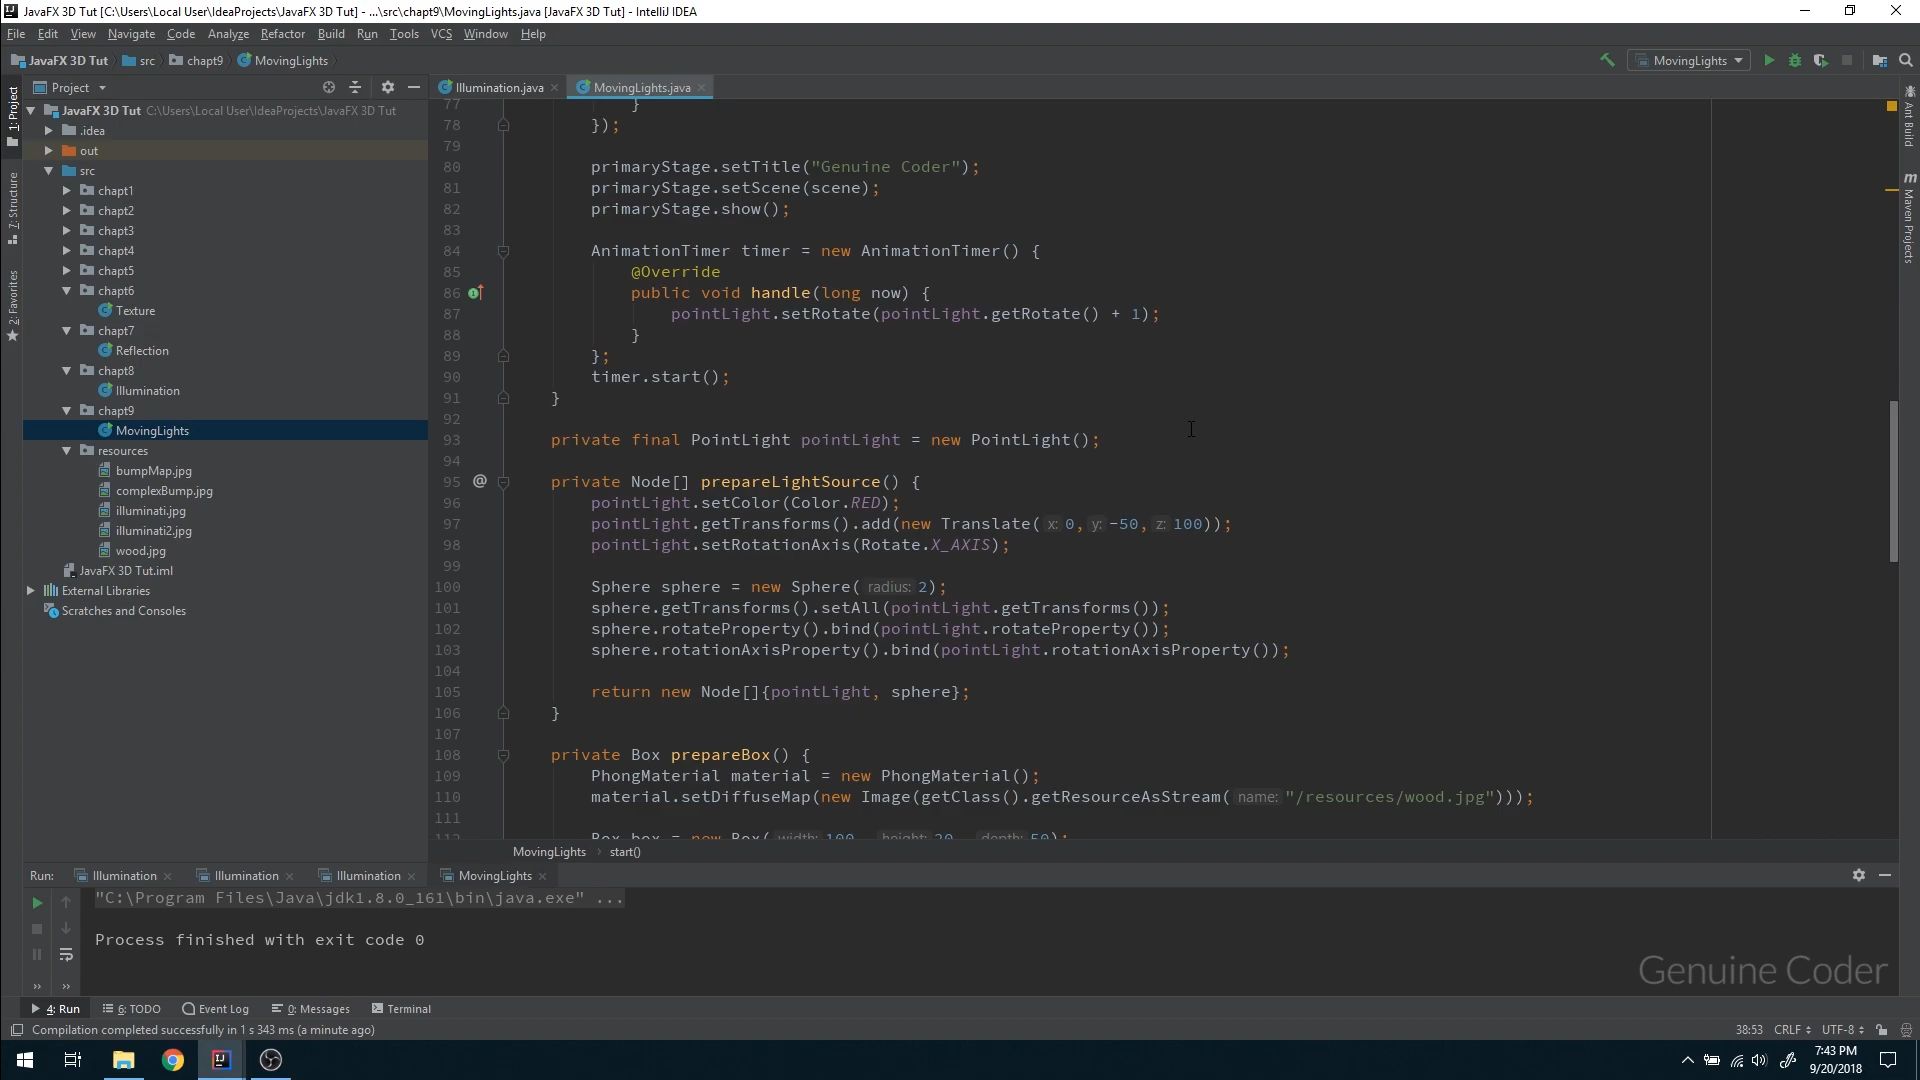 JavaFX 3D Tut [C:\Users\Local User\IdeaProjects\JavaFX 3D Tut] - ...\src\chapt9\MovingLights.java [JavaFX 3D Tut] - IntelliJ IDEA
File Edit View Navigate Code Analyze Refactor Build Run Tools VCS Window Help
JavaFX 3D Tut src chapt9 MovingLights MovingLights
Project Illumination.java MovingLights.java
1: Project
7: Structure
2: Favorites
Ant Build
Maven Projects
JavaFX 3D Tut C:\Users\Local User\IdeaProjects\JavaFX 3D Tut
.idea
out
src
chapt1
chapt2
chapt3
chapt4
chapt5
chapt6
Texture
chapt7
Reflection
chapt8
Illumination
chapt9
MovingLights
resources
bumpMap.jpg
complexBump.jpg
illuminati.jpg
illuminati2.jpg
wood.jpg
JavaFX 3D Tut.iml
External Libraries
Scratches and Consoles
77 }
78 });
79
80 primaryStage.setTitle("Genuine Coder");
81 primaryStage.setScene(scene);
82 primaryStage.show();
83
84 AnimationTimer timer = new AnimationTimer() {
85 @Override
86 public void handle(long now) {
87 pointLight.setRotate(pointLight.getRotate() + 1);
88 }
89 };
90 timer.start();
91 }
92
93 private final PointLight pointLight = new PointLight();
94
95 @ private Node[] prepareLightSource() {
96 pointLight.setColor(Color.RED);
97 pointLight.getTransforms().add(new Translate( x: 0, y: -50, z: 100));
98 pointLight.setRotationAxis(Rotate.X_AXIS);
99
100 Sphere sphere = new Sphere( radius: 2);
101 sphere.getTransforms().setAll(pointLight.getTransforms());
102 sphere.rotateProperty().bind(pointLight.rotateProperty());
103 sphere.rotationAxisProperty().bind(pointLight.rotationAxisProperty());
104
105 return new Node[]{pointLight, sphere};
106 }
107
108 private Box prepareBox() {
109 PhongMaterial material = new PhongMaterial();
110 material.setDiffuseMap(new Image(getClass().getResourceAsStream( name: "/resources/wood.jpg")));
111
112 Box box = new Box( width: 100, height: 20, depth: 50);
MovingLights start()
Run: Illumination Illumination Illumination MovingLights
"C:\Program Files\Java\jdk1.8.0_161\bin\java.exe" ...
Process finished with exit code 0
Genuine Coder
4: Run 6: TODO Event Log 0: Messages Terminal
Compilation completed successfully in 1 s 343 ms (a minute ago) 38:53 CRLF UTF-8
7:43 PM
9/20/2018